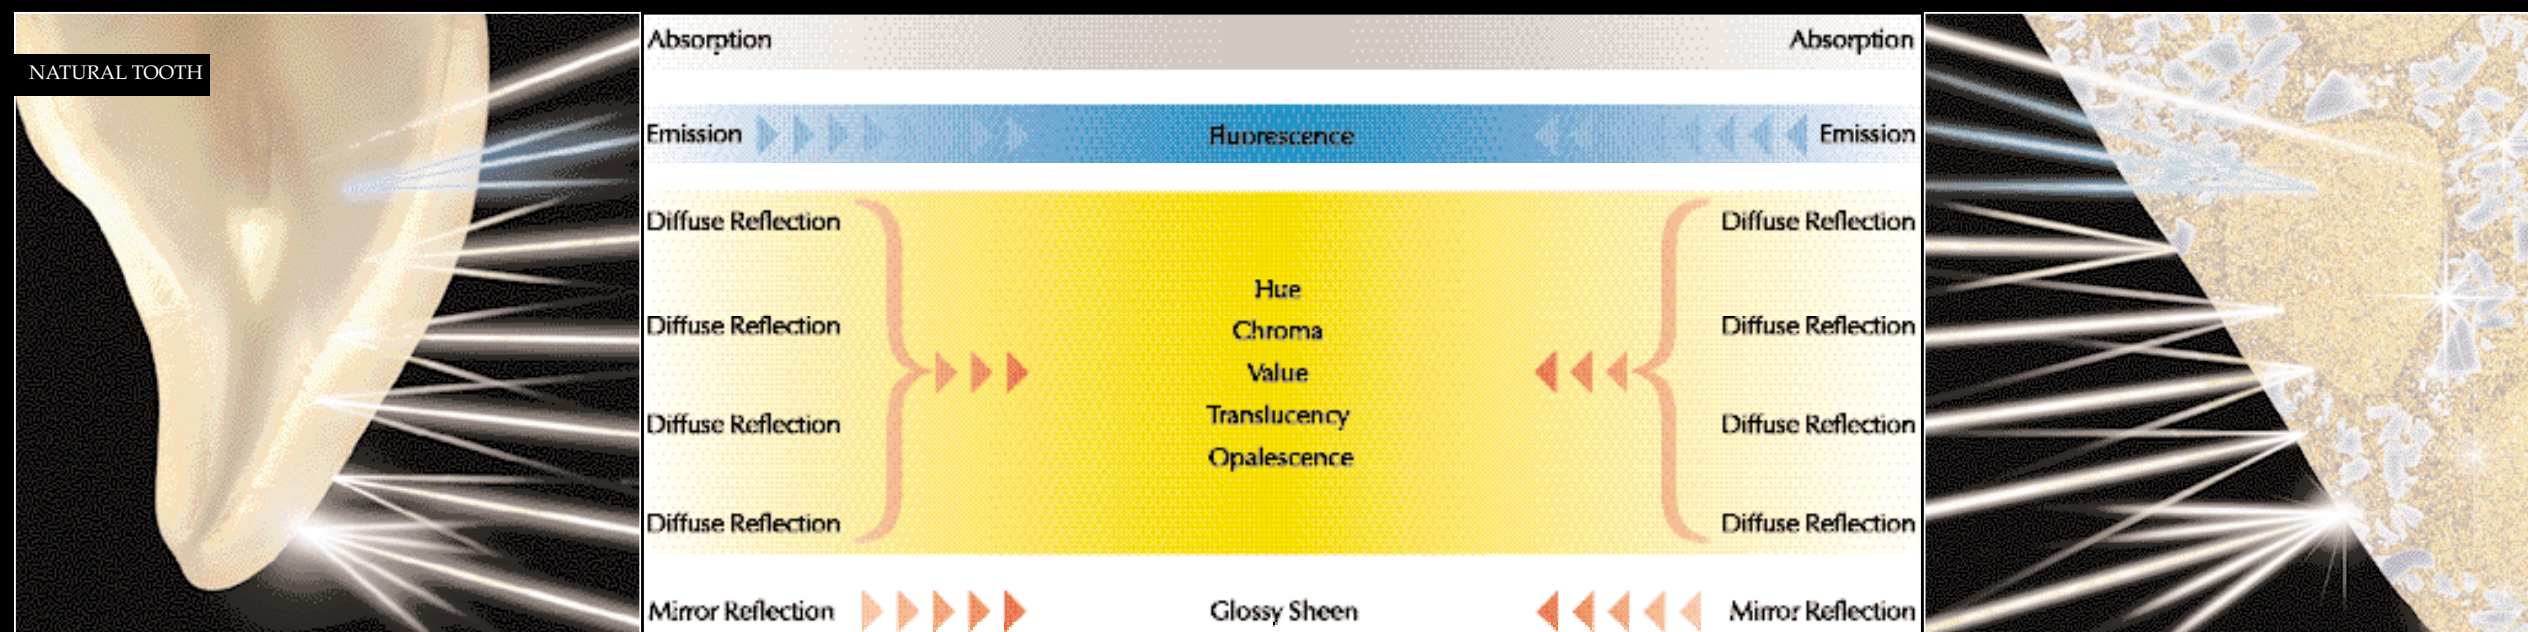 NATURAL TOOTH
Absorption Absorption
Emission Fluorescence Emission
Diffuse Reflection Diffuse Reflection
Hue
Diffuse Reflection Chroma Diffuse Reflection
Value
Translucency
Diffuse Reflection Diffuse Reflection
Opalescence
Diffuse Reflection Diffuse Reflection
Mirror Reflection Glossy Sheen Mirror Reflection